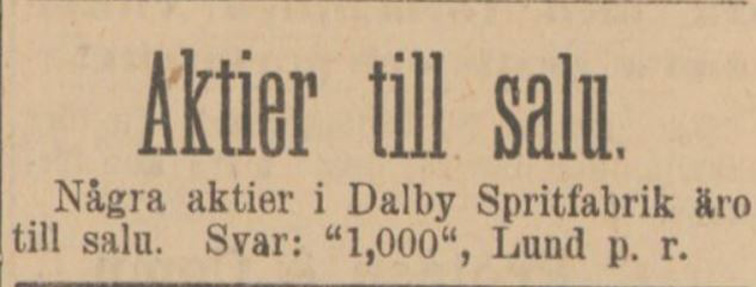 Aktier till salu.
Några aktier i Dalby Spritfabrik äro
till salu. Svar: “1,000“, Lund p. r.